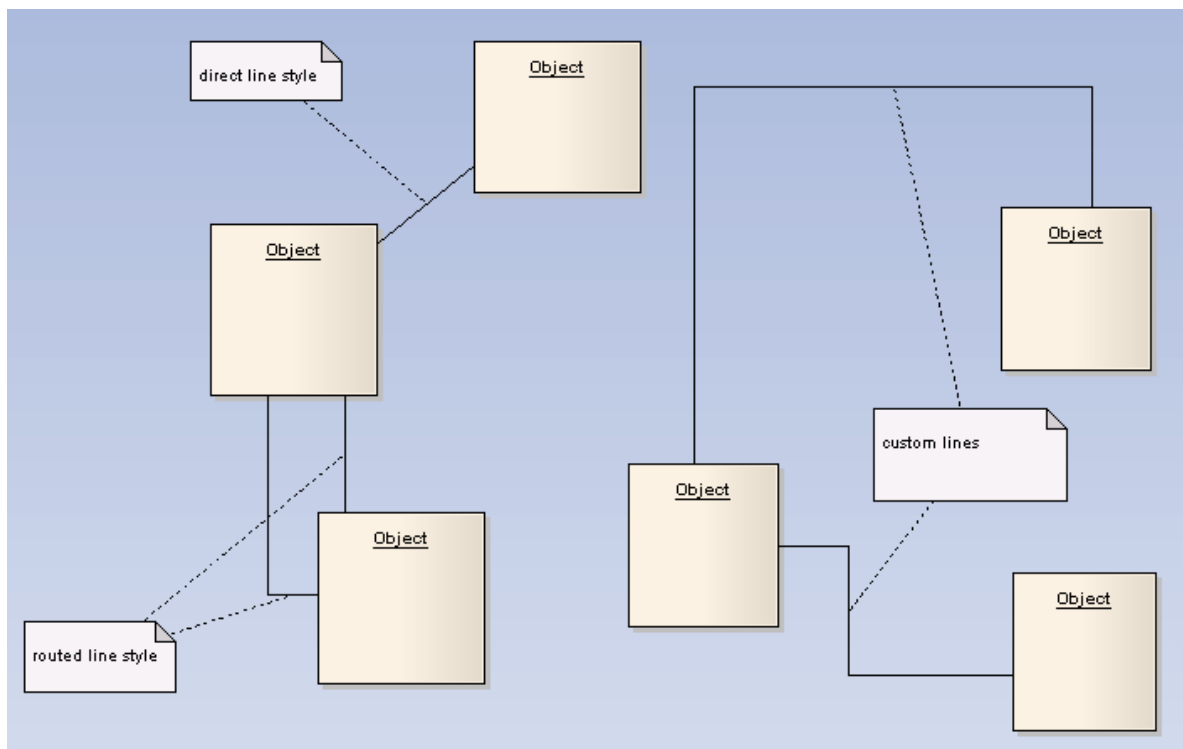 direct line style
Object
Object
Object
routed line style
Object
custom lines
Object
Object